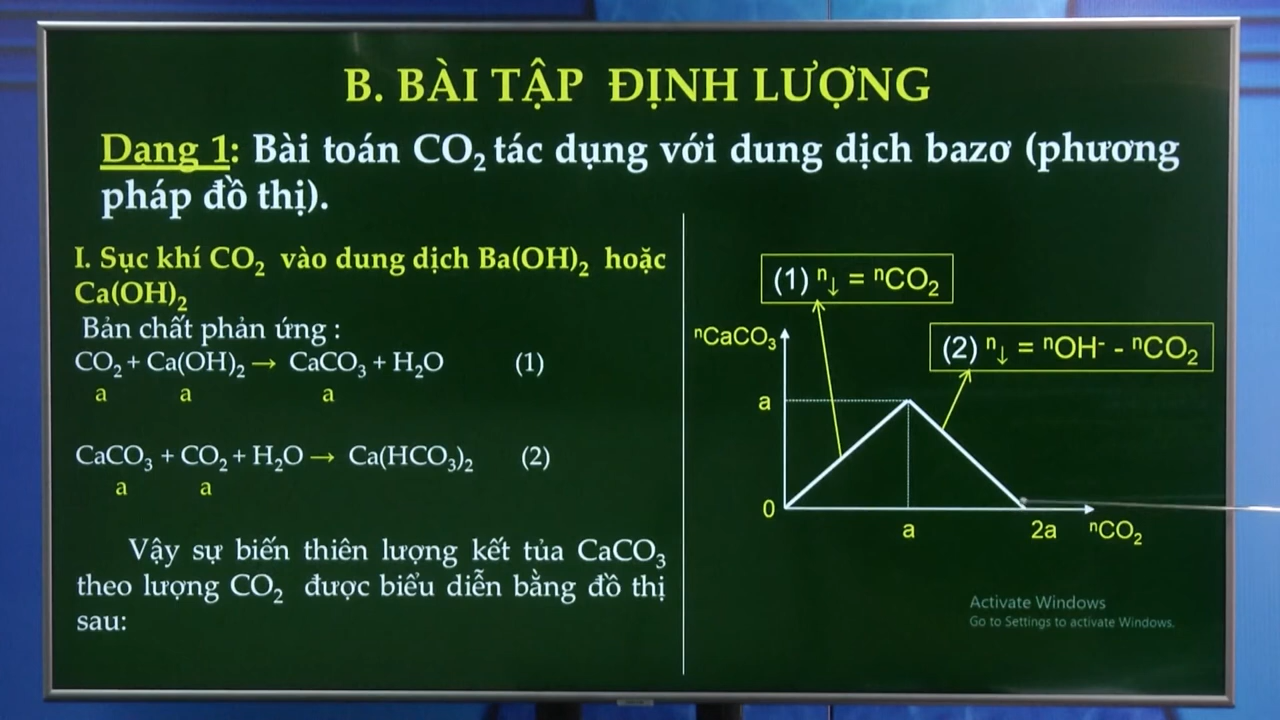 B. BÀI TẬP ĐỊNH LƯỢNG
Dạng 1: Bài toán CO₂ tác dụng với dung dịch bazơ (phương
pháp đồ thị).
I. Sục khí CO₂ vào dung dịch Ba(OH)₂ hoặc
Ca(OH)₂
Bản chất phản ứng :
CO₂ + Ca(OH)₂ → CaCO₃ + H₂O (1)
a a a
CaCO₃ + CO₂ + H₂O → Ca(HCO₃)₂ (2)
a a
Vậy sự biến thiên lượng kết tủa CaCO₃
theo lượng CO₂ được biểu diễn bằng đồ thị
sau:
(1) ⁿ↓ = ⁿCO₂
ⁿCaCO₃
(2) ⁿ↓ = ⁿOH⁻ - ⁿCO₂
a
0
a 2a ⁿCO₂
Activate Windows
Go to Settings to activate Windows.